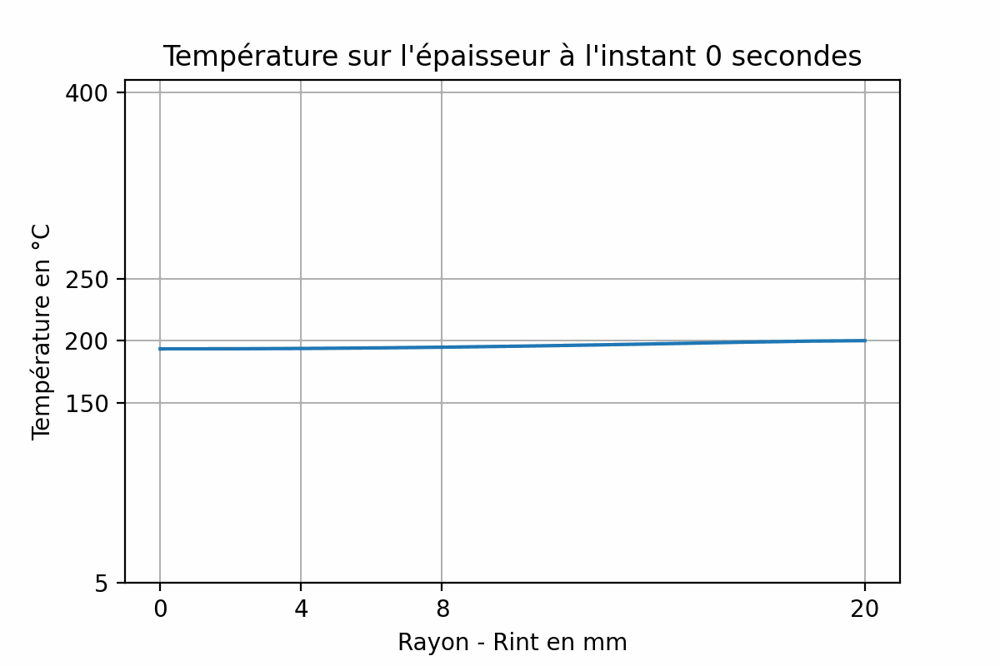 Température sur l'épaisseur à l'instant 0 secondes
400
250
200
150
5
Température en °C
0 4 8 20
Rayon - Rint en mm